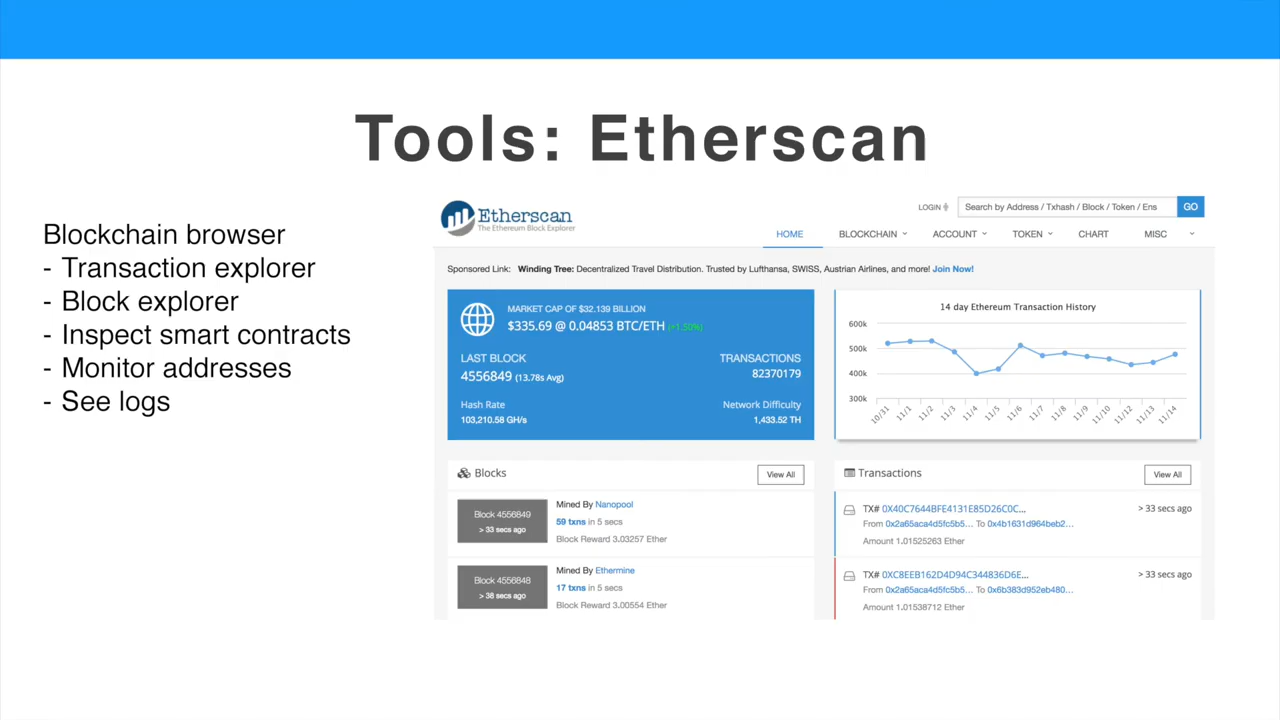 Tools: Etherscan
Blockchain browser
- Transaction explorer
- Block explorer
- Inspect smart contracts
- Monitor addresses
- See logs
Etherscan
The Ethereum Block Explorer
LOGIN
Search by Address / Txhash / Block / Token / Ens
GO
HOME BLOCKCHAIN ACCOUNT TOKEN CHART MISC
Sponsored Link: Winding Tree: Decentralized Travel Distribution. Trusted by Lufthansa, SWISS, Austrian Airlines, and more! Join Now!
MARKET CAP OF $32.139 BILLION
$335.69 @ 0.04853 BTC/ETH (+1.50%)
LAST BLOCK
4556849 (13.78s Avg)
TRANSACTIONS
82370179
Hash Rate
103,210.58 GH/s
Network Difficulty
1,433.52 TH
14 day Ethereum Transaction History
600k
500k
400k
300k
10/31 11/1 11/2 11/3 11/4 11/5 11/6 11/7 11/8 11/9 11/10 11/12 11/13 11/14
Blocks
View All
Block 4556849
> 33 secs ago
Mined By Nanopool
59 txns in 5 secs
Block Reward 3.03257 Ether
Block 4556848
> 38 secs ago
Mined By Ethermine
17 txns in 5 secs
Block Reward 3.00554 Ether
Transactions
View All
TX# 0X40C7644BFE4131E85D26C0C...
> 33 secs ago
From 0x2a65aca4d5fc5b5... To 0x4b1631d964beb2...
Amount 1.01525263 Ether
TX# 0XC8EEB162D4D94C344836D6E...
> 33 secs ago
From 0x2a65aca4d5fc5b5... To 0x6b383d952eb480...
Amount 1.01538712 Ether